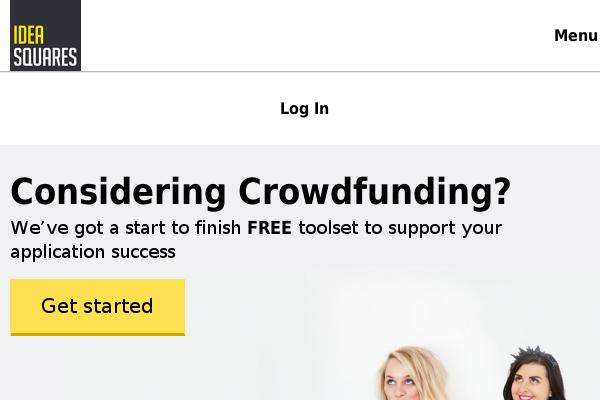 IDEA
SQUARES
Menu
Log In
Considering Crowdfunding?
We’ve got a start to finish FREE toolset to support your
application success
Get started